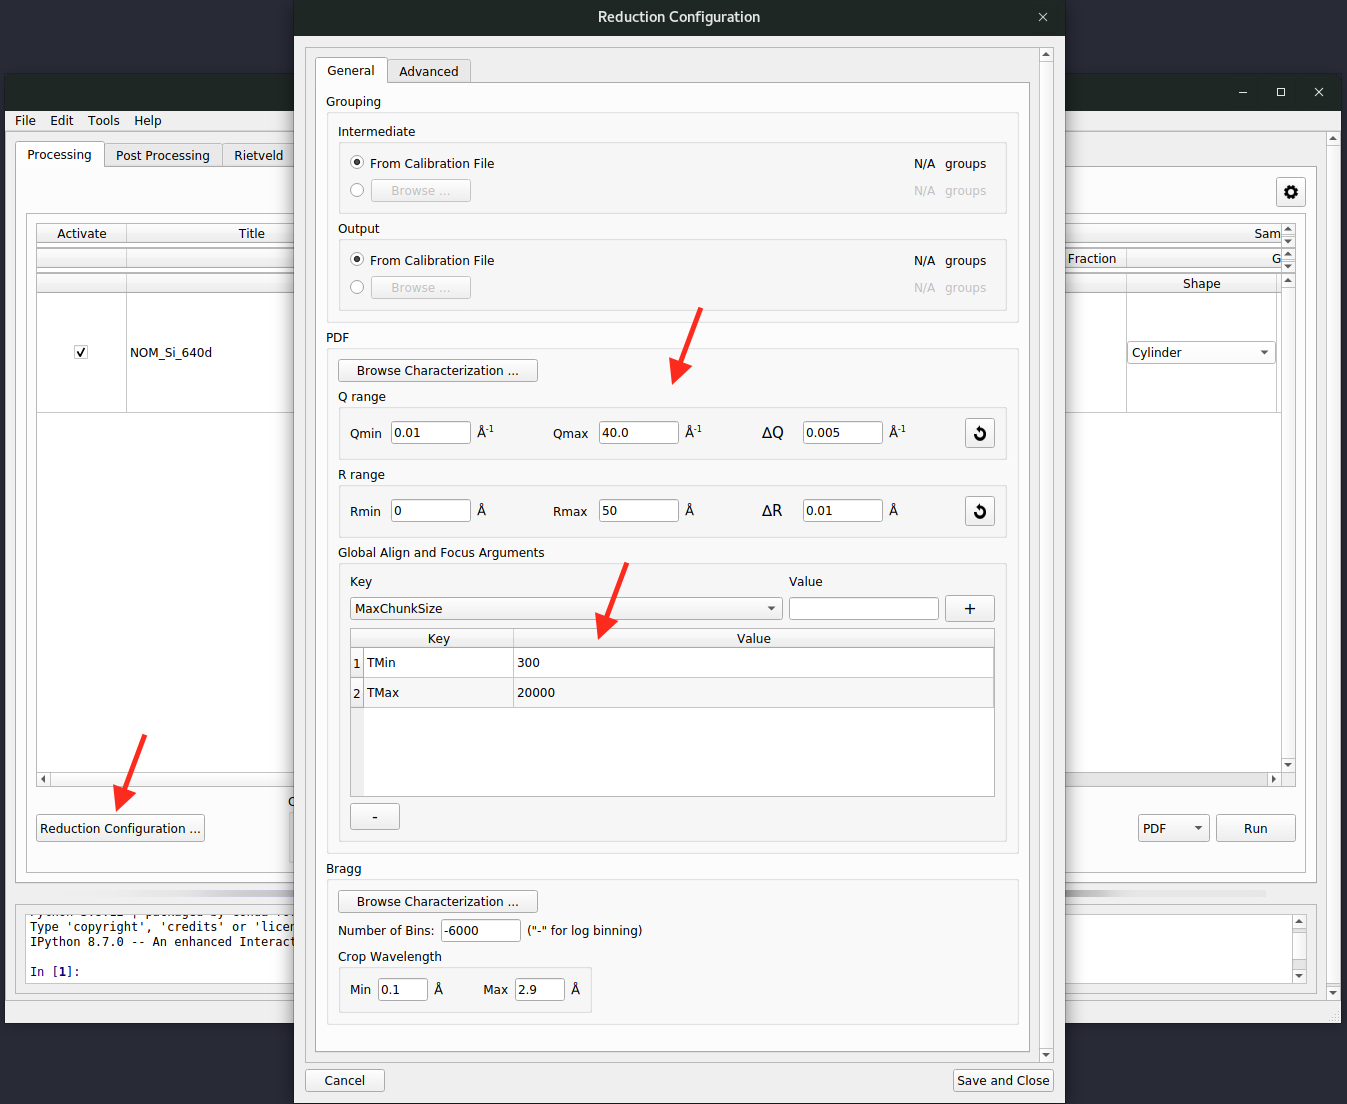 Reduction Configuration
General Advanced
Grouping
Intermediate
From Calibration File N/A groups
Browse ... N/A groups
Output
From Calibration File N/A groups
Browse ... N/A groups
PDF
Browse Characterization ...
Q range
Qmin 0.01 Å-1 Qmax 40.0 Å-1 ΔQ 0.005 Å-1
R range
Rmin 0 Å Rmax 50 Å ΔR 0.01 Å
Global Align and Focus Arguments
Key Value
MaxChunkSize +
Key Value
1 TMin 300
2 TMax 20000
-
Bragg
Browse Characterization ...
Number of Bins: -6000 ("-" for log binning)
Crop Wavelength
Min 0.1 Å Max 2.9 Å
Cancel Save and Close
File Edit Tools Help
Processing Post Processing Rietveld
Activate Title Sam
Fraction G
Shape
NOM_Si_640d Cylinder
Reduction Configuration ... PDF Run
Type 'copyright', 'credits' or 'licen
IPython 8.7.0 -- An enhanced Interact
In [1]: